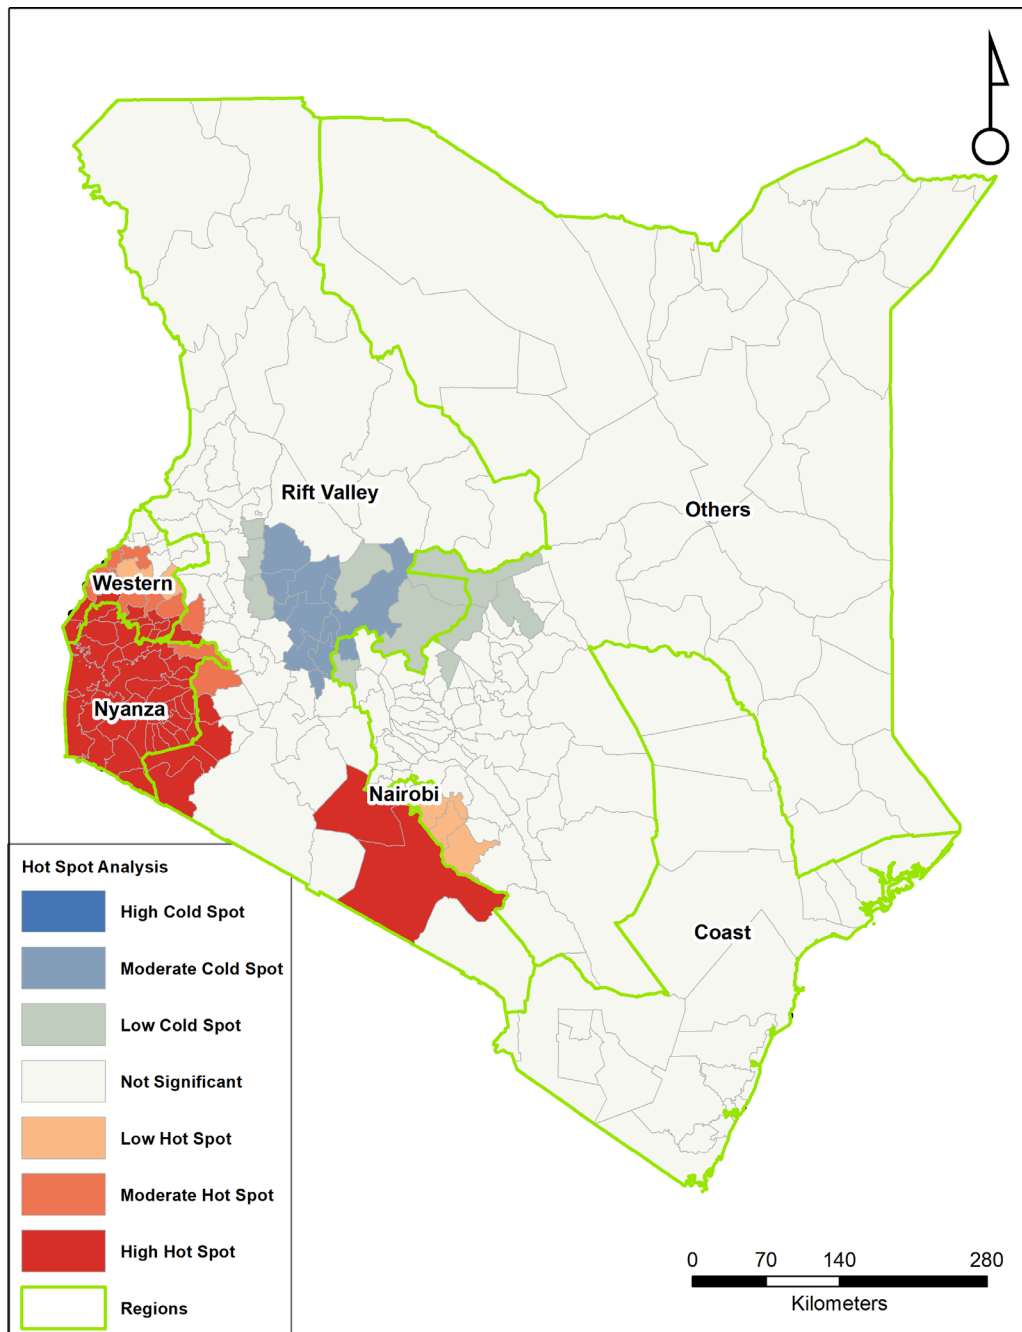 Rift Valley
Others
Western
Nyanza
Nairobi
Coast
Hot Spot Analysis
High Cold Spot
Moderate Cold Spot
Low Cold Spot
Not Significant
Low Hot Spot
Moderate Hot Spot
High Hot Spot
Regions
0 70 140 280
Kilometers